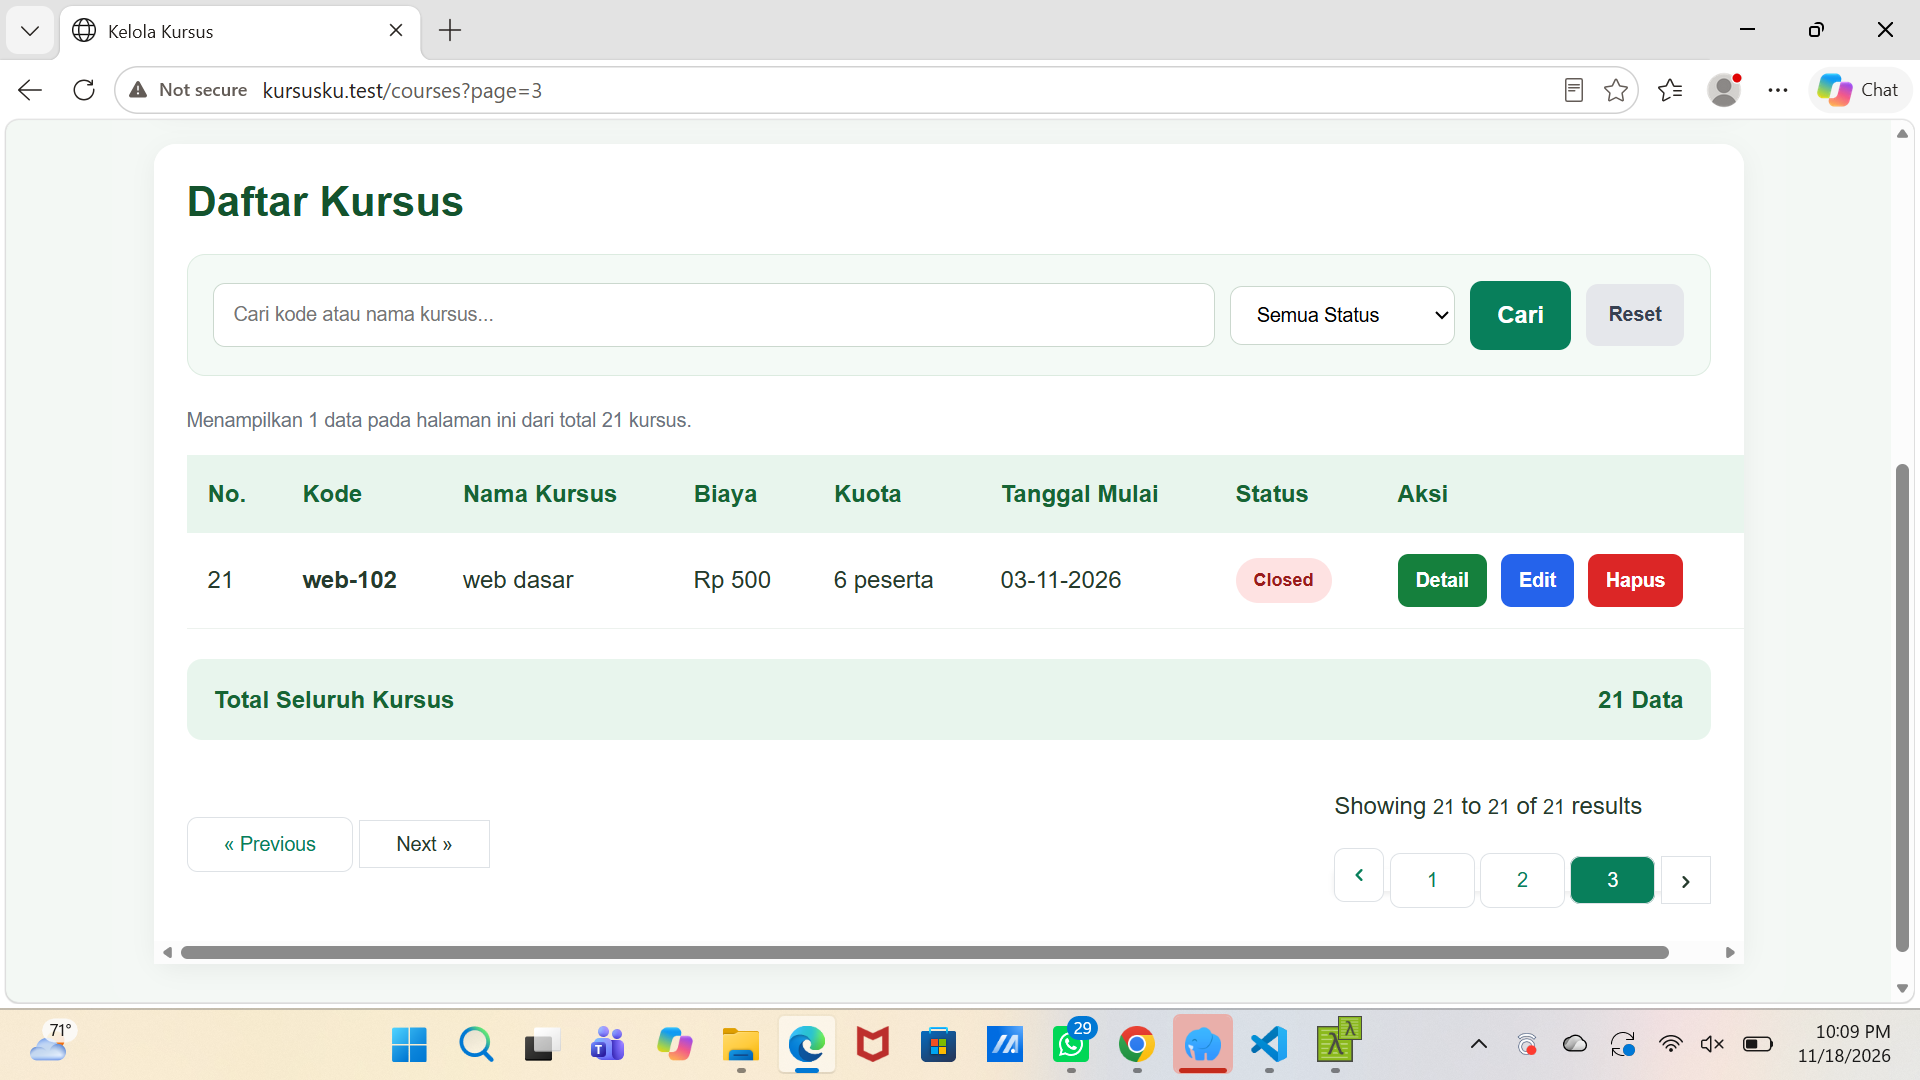 Kelola Kursus
Not secure kursusku.test/courses?page=3
Chat
Daftar Kursus
Cari kode atau nama kursus...
Semua Status
Cari
Reset
Menampilkan 1 data pada halaman ini dari total 21 kursus.
No. Kode Nama Kursus Biaya Kuota Tanggal Mulai Status Aksi
21 web-102 web dasar Rp 500 6 peserta 03-11-2026 Closed Detail Edit Hapus
Total Seluruh Kursus 21 Data
Showing 21 to 21 of 21 results
« Previous Next »
‹ 1 2 3 ›
71°
29
10:09 PM
11/18/2026